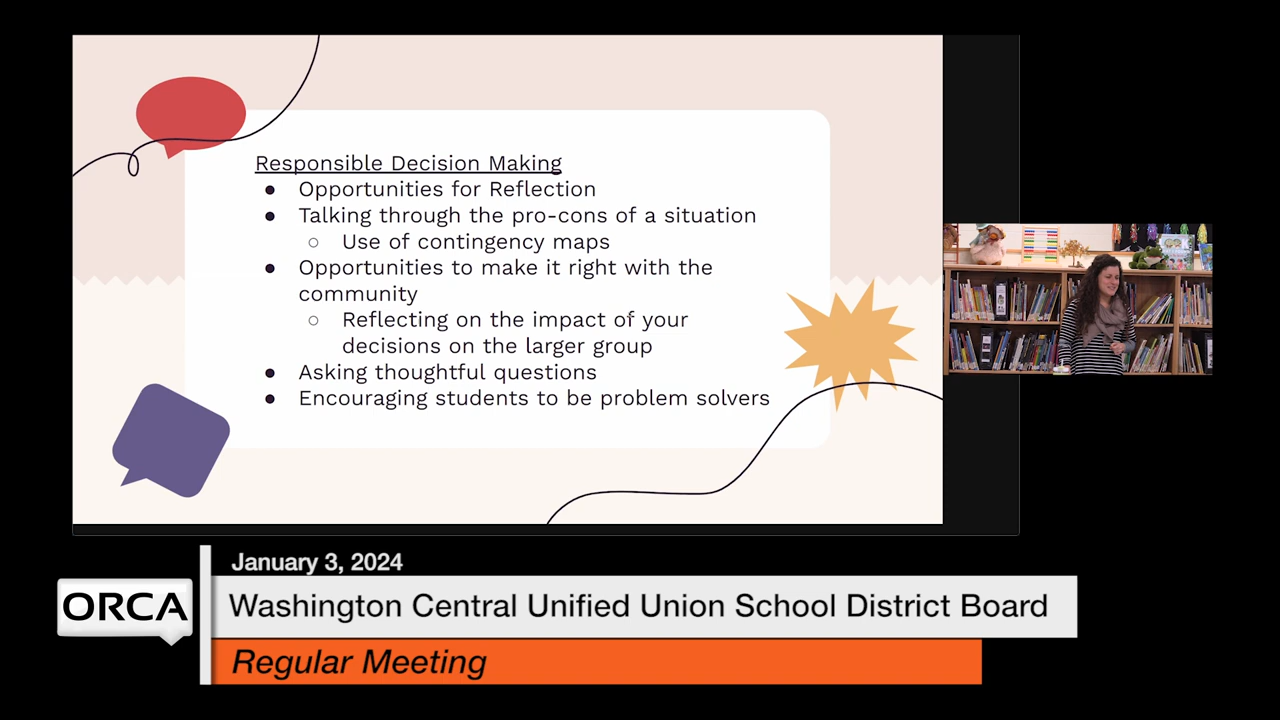 Responsible Decision Making
● Opportunities for Reflection
● Talking through the pro-cons of a situation
○ Use of contingency maps
● Opportunities to make it right with the
community
○ Reflecting on the impact of your
decisions on the larger group
● Asking thoughtful questions
● Encouraging students to be problem solvers
January 3, 2024
ORCA
Washington Central Unified Union School District Board
Regular Meeting